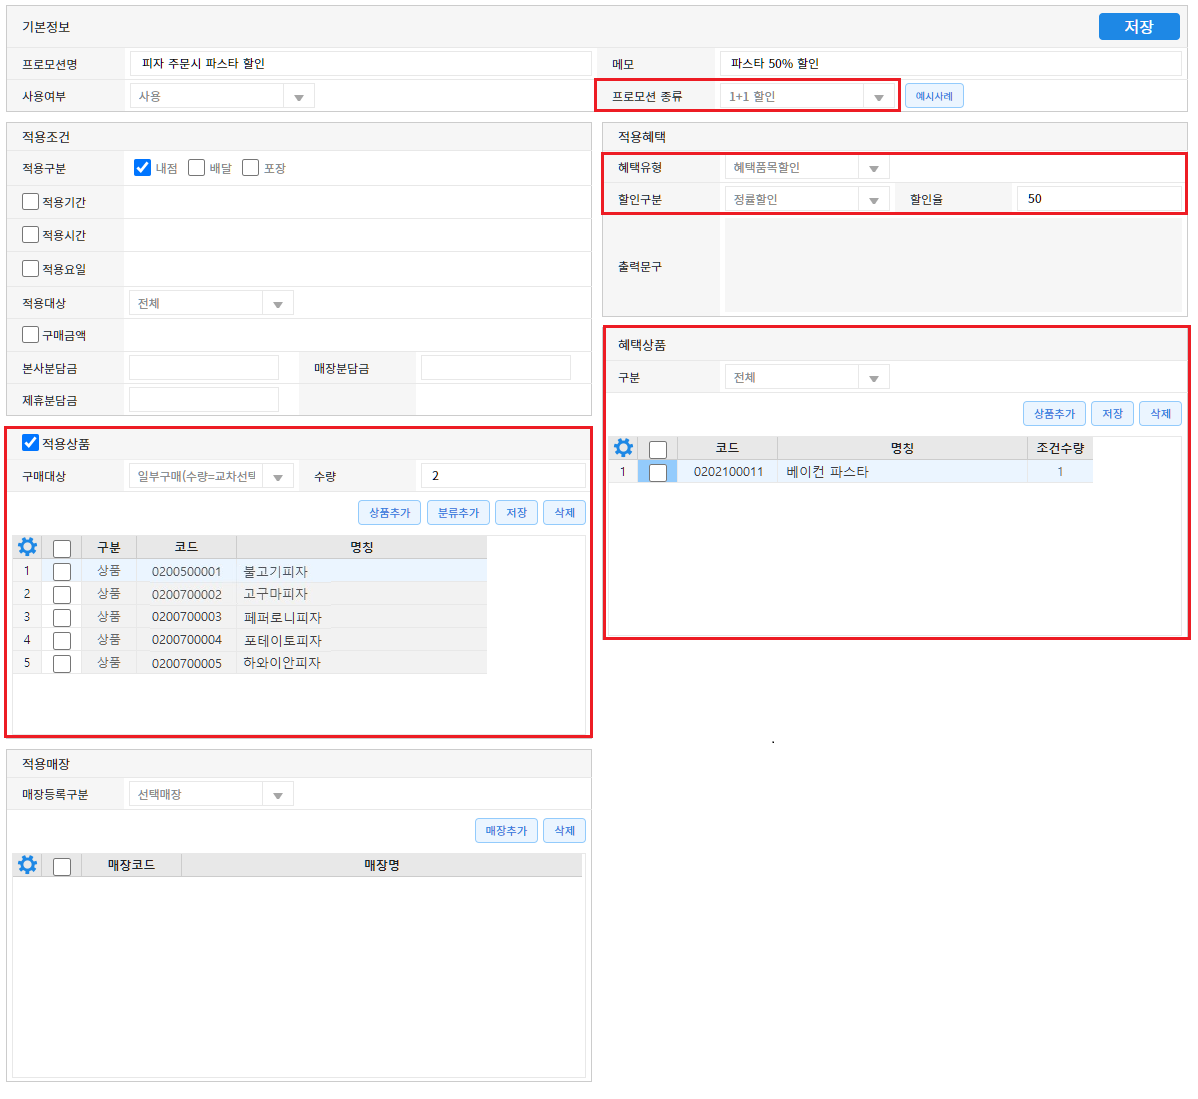 기본정보
저장
프로모션명 피자 주문시 파스타 할인 메모 파스타 50% 할인
사용여부 사용 프로모션 종류 1+1 할인 예시사례
적용조건
적용구분 내점 배달 포장
적용기간
적용시간
적용요일
적용대상 전체
구매금액
본사분담금 매장분담금
제휴분담금
적용혜택
혜택유형 혜택품목할인
할인구분 정률할인 할인율 50
출력문구
혜택상품
구분 전체
상품추가 저장 삭제
코드 명칭 조건수량
1 0202100011 베이컨 파스타 1
적용상품
구매대상 일부구매(수량=교차선택 수량 2
상품추가 분류추가 저장 삭제
구분 코드 명칭
1 상품 0200500001 불고기피자
2 상품 0200700002 고구마피자
3 상품 0200700003 페퍼로니피자
4 상품 0200700004 포테이토피자
5 상품 0200700005 하와이안피자
.
적용매장
매장등록구분 선택매장
매장추가 삭제
매장코드 매장명